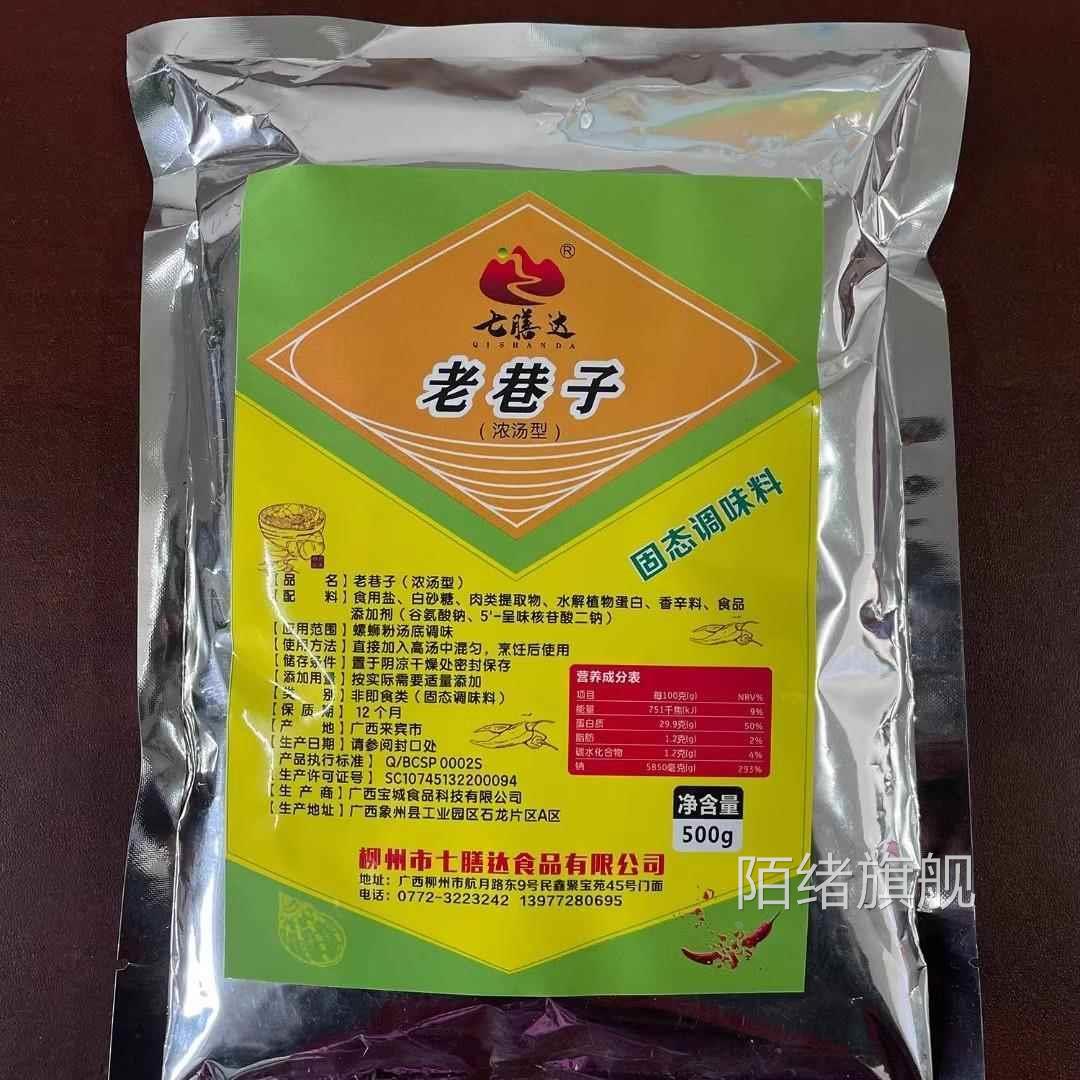 ®
七膳达
QISHANDA
老巷子
(浓汤型)
固态调味料
【品 名】老巷子(浓汤型)
【配 料】食用盐、白砂糖、肉类提取物、水解植物蛋白、香辛料、食品
添加剂(谷氨酸钠、5'-呈味核苷酸二钠)
【应用范围】螺蛳粉汤底调味
【使用方法】直接加入高汤中混匀,烹饪后使用
【储存条件】置于阴凉干燥处密封保存
【添加用量】按实际需要适量添加
【类 别】非即食类(固态调味料)
【保 质 期】12个月
【产 地】广西来宾市
【生产日期】请参阅封口处
【产品执行标准】Q/BCSP 0002S
【生产许可证号】SC10745132200094
【生 产 商】广西宝城食品科技有限公司
【生产地址】广西象州县工业园区石龙片区A区
营养成分表
项目 每100克(g) NRV%
能量 751千焦(kJ) 9%
蛋白质 29.9克(g) 50%
脂肪 1.2克(g) 2%
碳水化合物 1.2克(g) 4%
钠 5850毫克(g) 293%
净含量
500g
柳州市七膳达食品有限公司
地址:广西柳州市航月路东9号民鑫聚宝苑45号门面
电话:0772-3223242 13977280695
陌绪旗舰